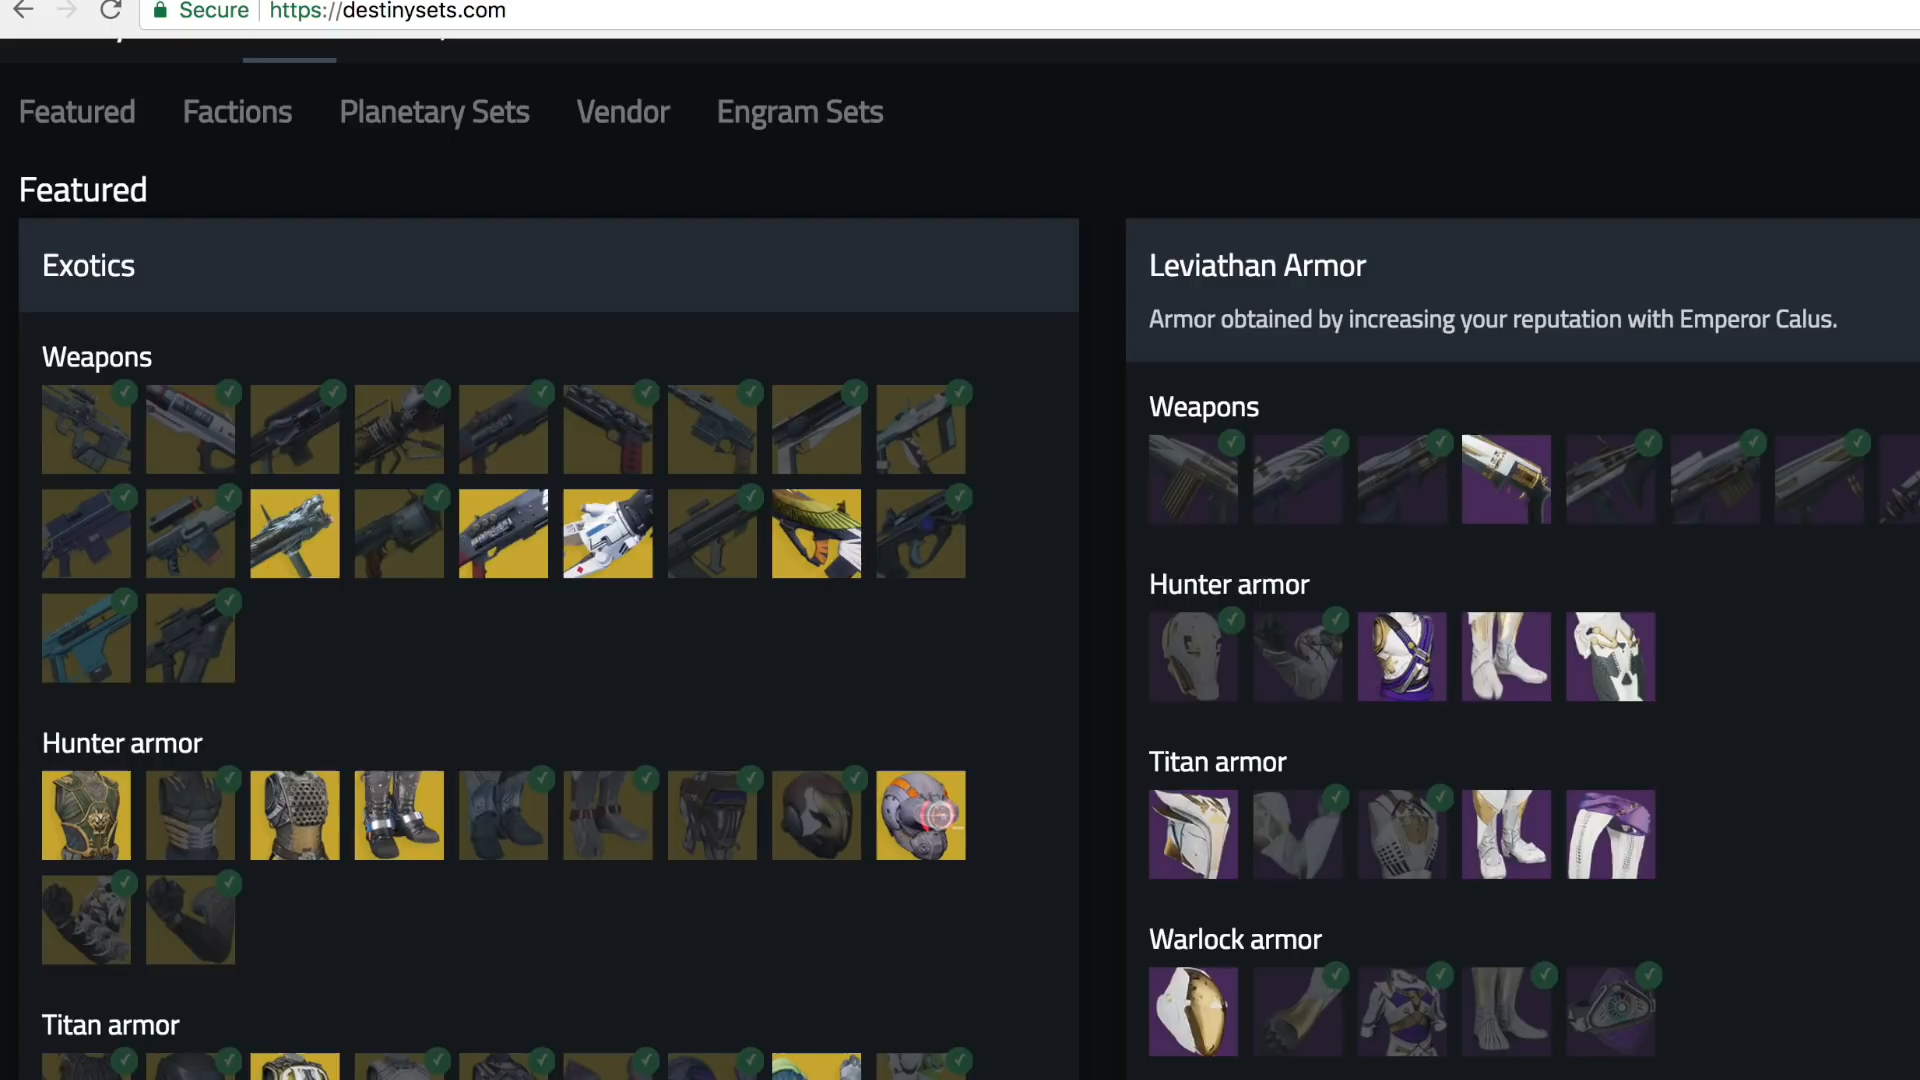 Secure
https://destinysets.com
Featured Factions Planetary Sets Vendor Engram Sets
Featured
Exotics
Weapons
Hunter armor
Titan armor
Leviathan Armor
Armor obtained by increasing your reputation with Emperor Calus.
Weapons
Hunter armor
Titan armor
Warlock armor